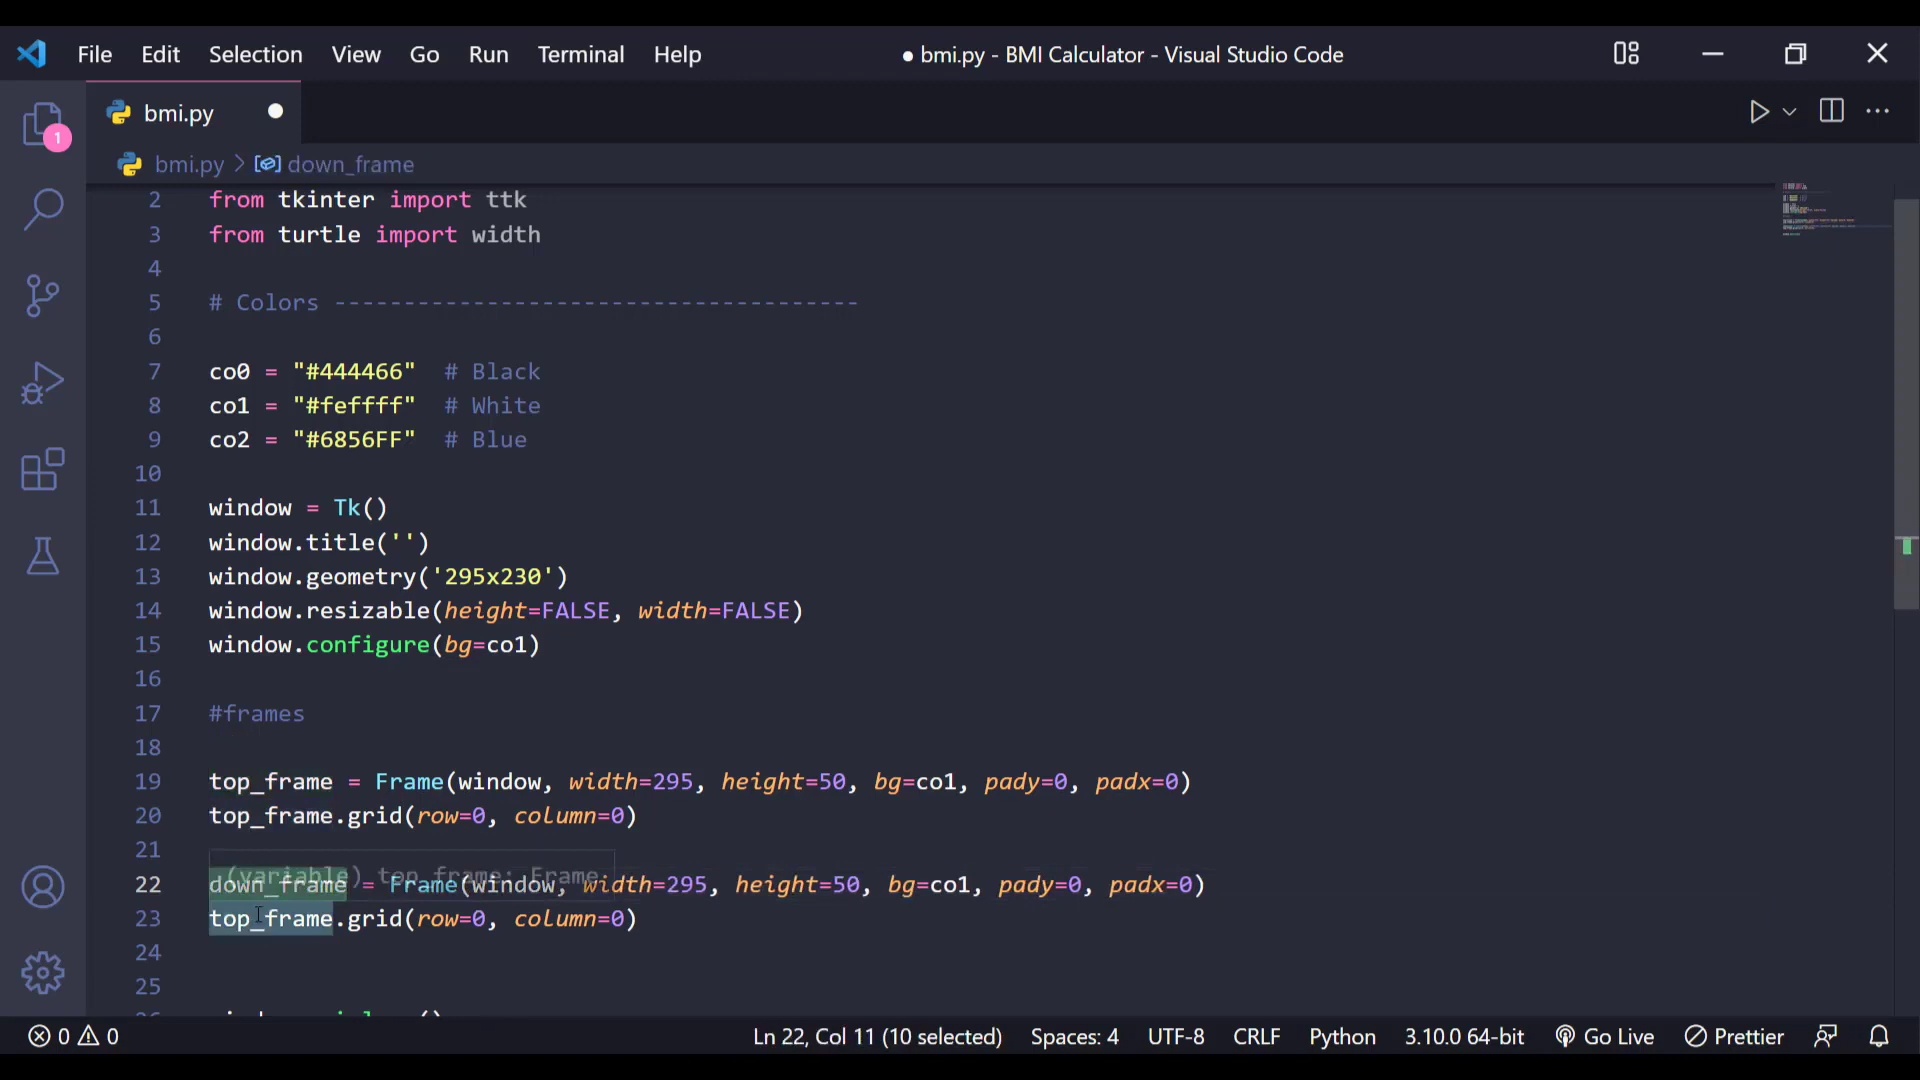 File Edit Selection View Go Run Terminal Help ● bmi.py - BMI Calculator - Visual Studio Code
bmi.py
1
bmi.py > down_frame
2 from tkinter import ttk
3 from turtle import width
4
5 # Colors --------------------------------------
6
7 co0 = "#444466" # Black
8 co1 = "#feffff" # White
9 co2 = "#6856FF" # Blue
10
11 window = Tk()
12 window.title('')
13 window.geometry('295x230')
14 window.resizable(height=FALSE, width=FALSE)
15 window.configure(bg=co1)
16
17 #frames
18
19 top_frame = Frame(window, width=295, height=50, bg=co1, pady=0, padx=0)
20 top_frame.grid(row=0, column=0)
21
(variable) top_frame: Frame
22 down_frame = Frame(window, width=295, height=50, bg=co1, pady=0, padx=0)
23 top_frame.grid(row=0, column=0)
24
25
0 0 Ln 22, Col 11 (10 selected) Spaces: 4 UTF-8 CRLF Python 3.10.0 64-bit Go Live Prettier